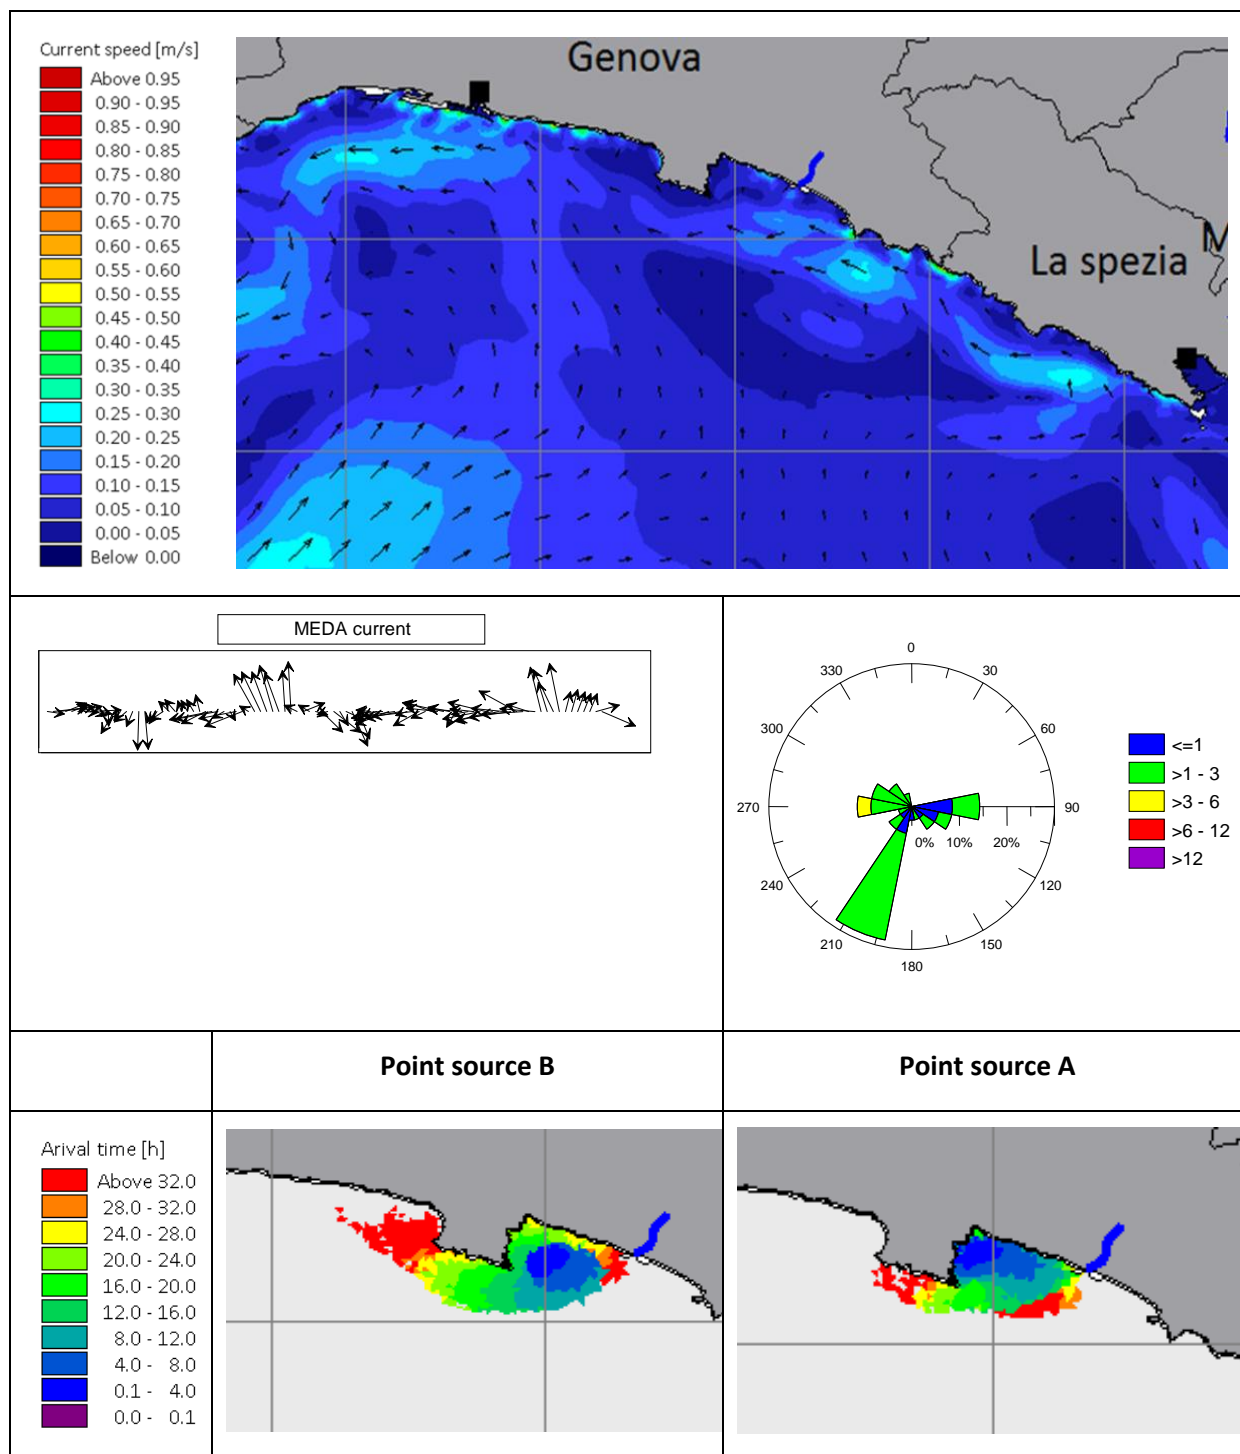 Current speed [m/s]
Above 0.95
0.90 - 0.95
0.85 - 0.90
0.80 - 0.85
0.75 - 0.80
0.70 - 0.75
0.65 - 0.70
0.60 - 0.65
0.55 - 0.60
0.50 - 0.55
0.45 - 0.50
0.40 - 0.45
0.35 - 0.40
0.30 - 0.35
0.25 - 0.30
0.20 - 0.25
0.15 - 0.20
0.10 - 0.15
0.05 - 0.10
0.00 - 0.05
Below 0.00
Genova
La spezia
M
MEDA current
0
30
60
90
120
150
180
210
240
270
300
330
0%
10%
20%
<=1
>1 - 3
>3 - 6
>6 - 12
>12
Point source B
Point source A
Arival time [h]
Above 32.0
28.0 - 32.0
24.0 - 28.0
20.0 - 24.0
16.0 - 20.0
12.0 - 16.0
8.0 - 12.0
4.0 - 8.0
0.1 - 4.0
0.0 - 0.1